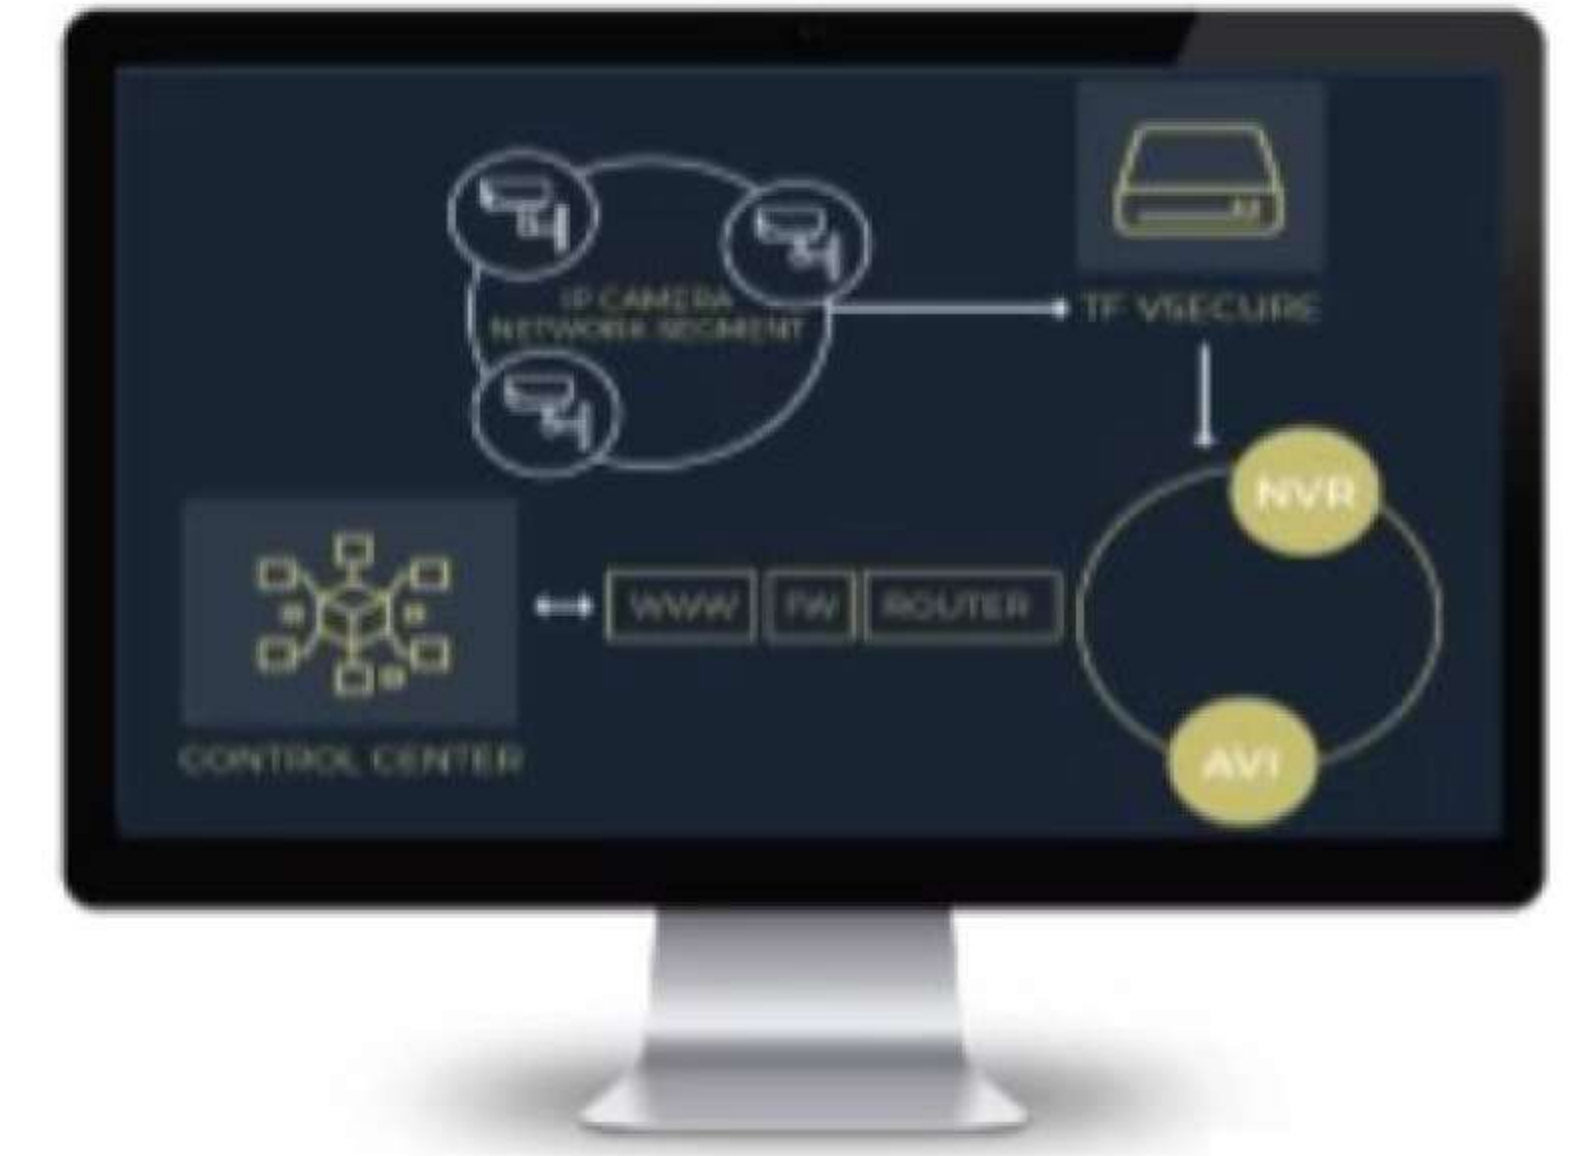 IP CAMERA
NETWORK SEGMENT
TF VSECURE
NVR
WWW
FW
ROUTER
AVI
CONTROL CENTER